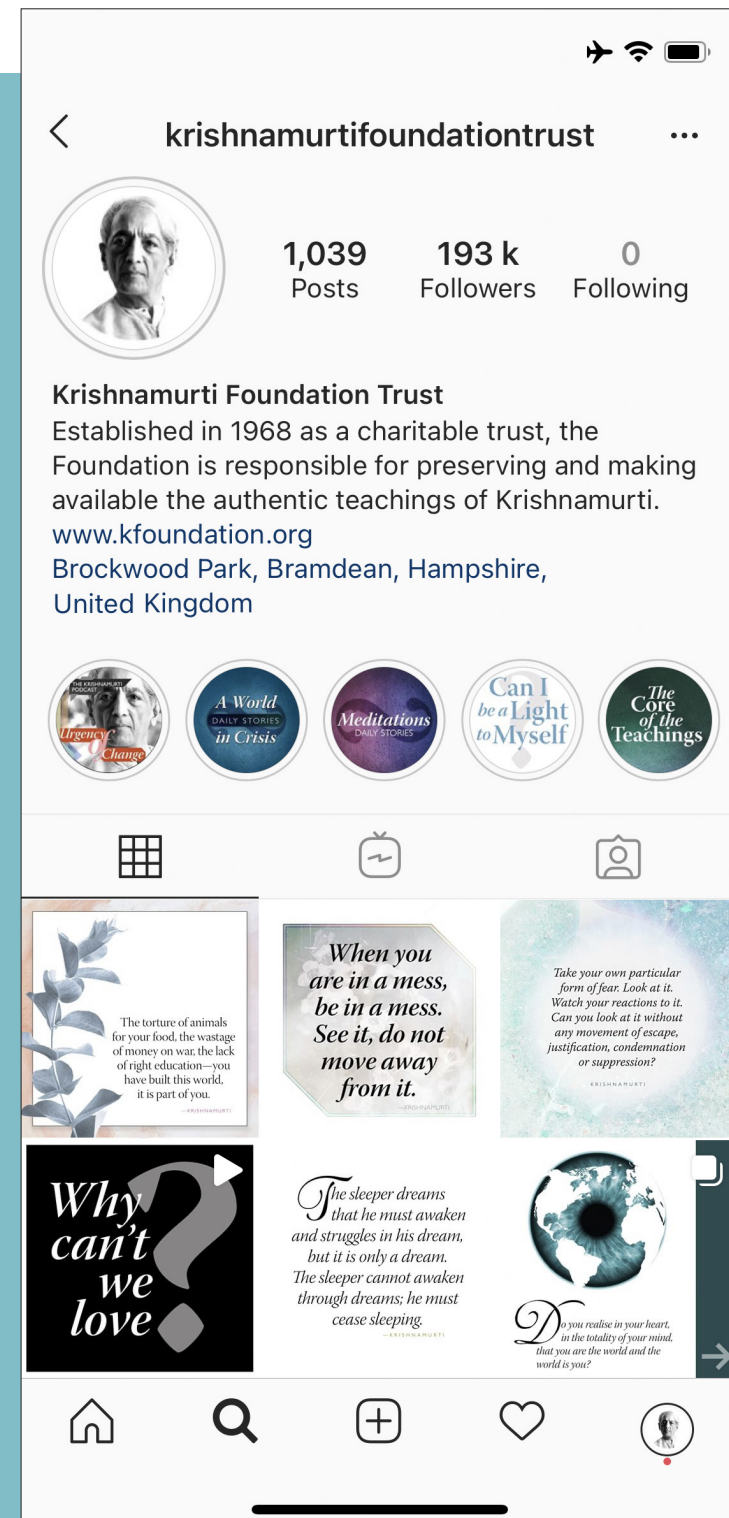 krishnamurtifoundationtrust
1,039
Posts
193 k
Followers
0
Following
Krishnamurti Foundation Trust
Established in 1968 as a charitable trust, the
Foundation is responsible for preserving and making
available the authentic teachings of Krishnamurti.
www.kfoundation.org
Brockwood Park, Bramdean, Hampshire,
United Kingdom
THE KRISHNAMURTI
PODCAST
Urgency
of
Change
A World
DAILY STORIES
in Crisis
Meditations
DAILY STORIES
Can I
be a Light
to Myself
The
Core
of the
Teachings
The torture of animals
for your food, the wastage
of money on war, the lack
of right education—you
have built this world,
it is part of you.
—KRISHNAMURTI
When you
are in a mess,
be in a mess.
See it, do not
move away
from it.
—KRISHNAMURTI
Take your own particular
form of fear. Look at it.
Watch your reactions to it.
Can you look at it without
any movement of escape,
justification, condemnation
or suppression?
KRISHNAMURTI
Why
can't
we
love
?
The sleeper dreams
that he must awaken
and struggles in his dream,
but it is only a dream.
The sleeper cannot awaken
through dreams; he must
cease sleeping.
—KRISHNAMURTI
Do you realise in your heart,
in the totality of your mind,
that you are the world and the
world is you?